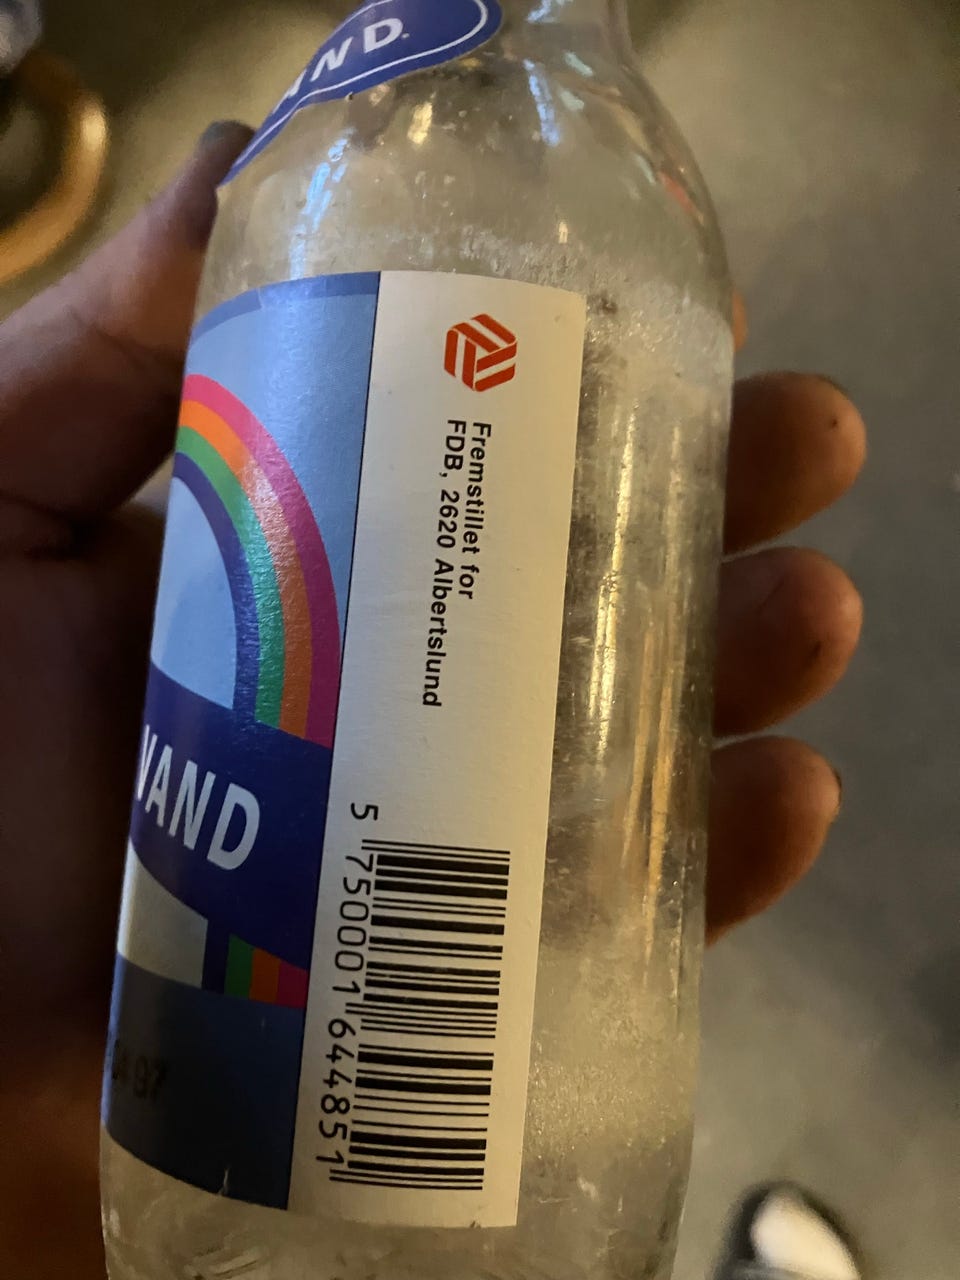 ND.
Fremstillet for
FDB, 2620 Albertslund
VAND
5 750001 644851